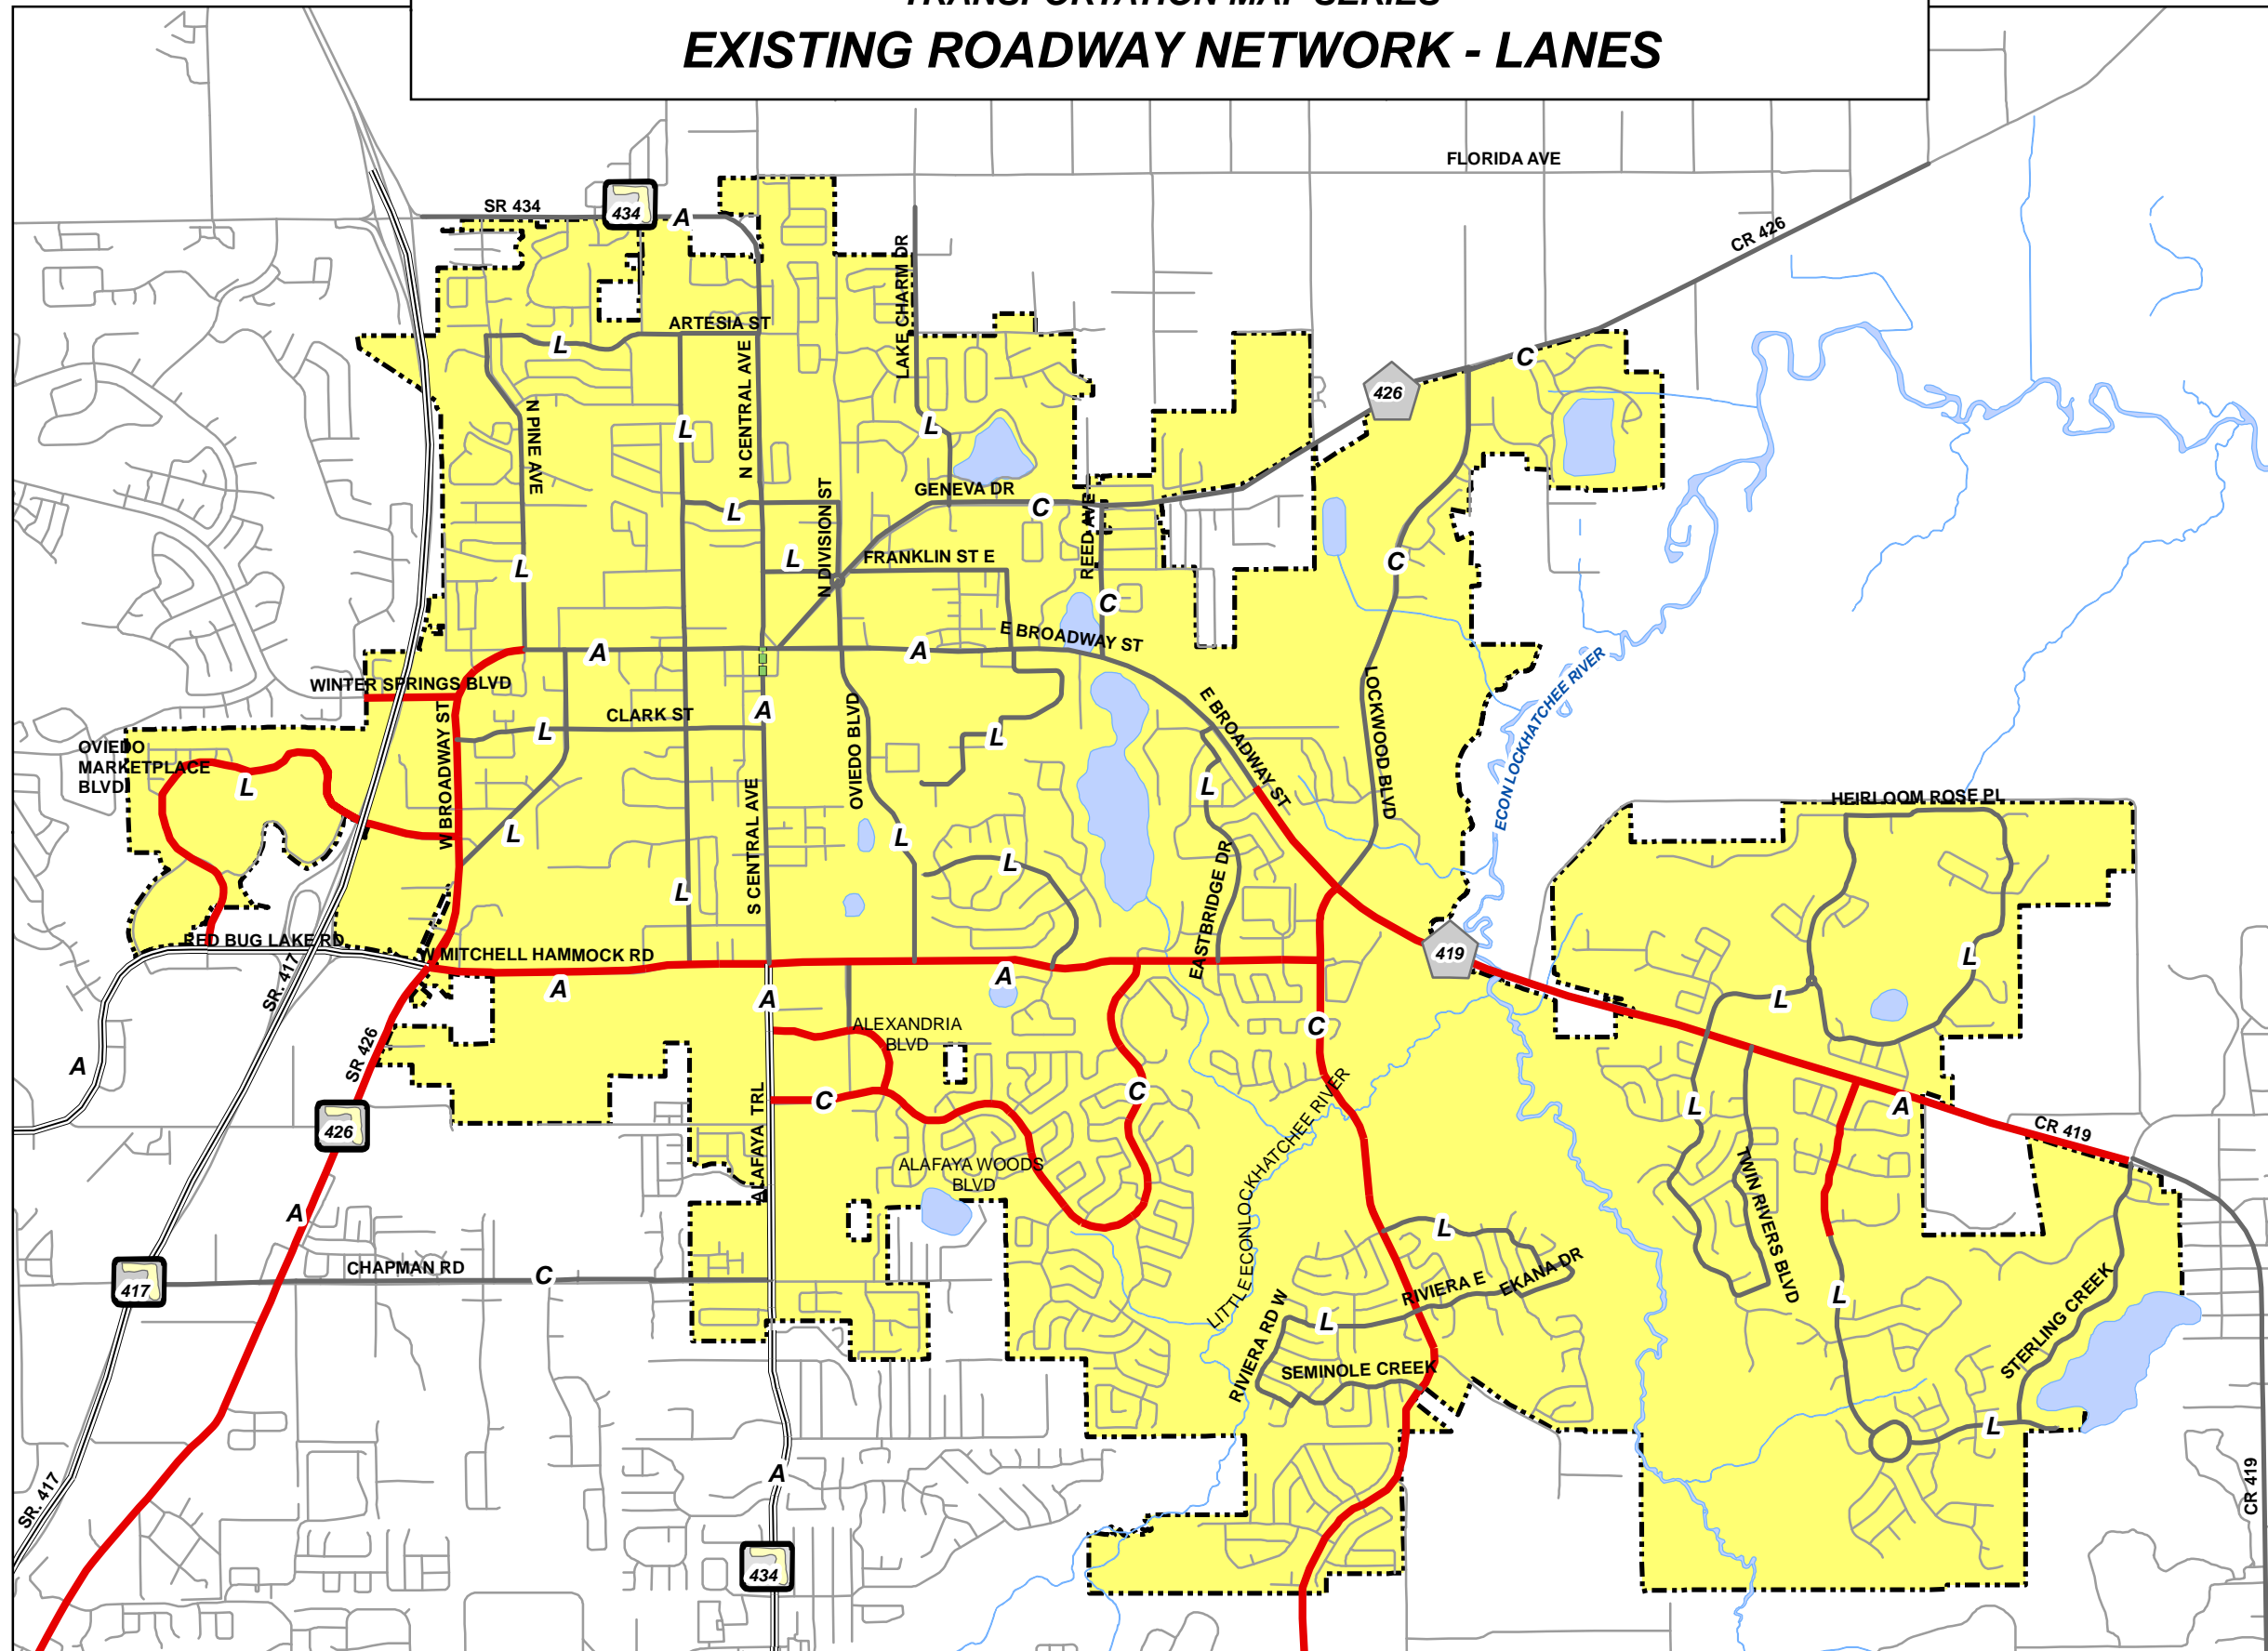 TRANSPORTATION MAP SERIES
EXISTING ROADWAY NETWORK - LANES
FLORIDA AVE
SR 434
434
A
CR 426
LAKE CHARM DR
ARTESIA ST
L
N CENTRAL AVE
C
426
N PINE AVE
L
L
GENEVA DR
L
C
N DIVISION ST
REED AVE
L
FRANKLIN ST E
L
C
C
E BROADWAY ST
A
A
WINTER SPRINGS BLVD
W BROADWAY ST
CLARK ST
L
A
OVIEDO BLVD
L
E BROADWAY ST
LOCKWOOD BLVD
ECONLOCKHATCHEE RIVER
OVIEDO
MARKETPLACE
BLVD
L
L
L
S CENTRAL AVE
L
L
L
EASTBRIDGE DR
HEIRLOOM ROSE PL
L
RED BUG LAKE RD
W MITCHELL HAMMOCK RD
419
L
SR. 417
A
A
A
L
SR 426
ALEXANDRIA
BLVD
C
A
426
ALAFAYA TRL
C
C
LITTLE ECONLOCKHATCHEE RIVER
L
A
CR 419
ALAFAYA WOODS
BLVD
TWIN RIVERS BLVD
A
417
CHAPMAN RD
C
L
RIVIERA E
EKANA DR
L
RIVIERA RD W
L
STERLING CREEK
SEMINOLE CREEK
L
SR. 417
A
CR 419
434